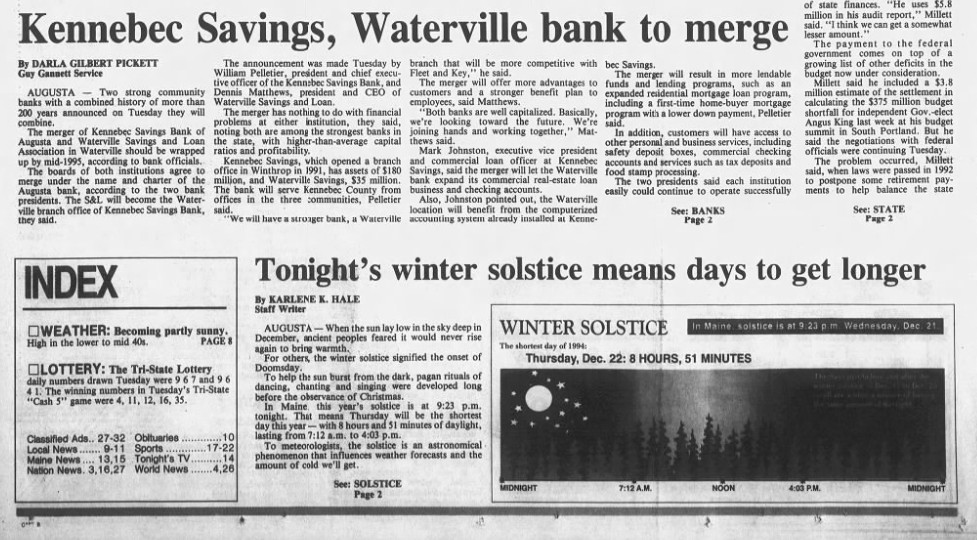 Kennebec Savings, Waterville bank to merge
By DARLA GILBERT PICKETT
Guy Gannett Service
AUGUSTA — Two strong community
banks with a combined history of more than
200 years announced on Tuesday they will
combine.
The merger of Kennebec Savings Bank of
Augusta and Waterville Savings and Loan
Association in Waterville should be wrapped
up by mid-1995, according to bank officials.
The boards of both institutions agree to
merge under the name and charter of the
Augusta bank, according to the two bank
presidents. The S&L will become the Water-
ville branch office of Kennebec Savings Bank,
they said.
The announcement was made Tuesday by
William Pelletier, president and chief execu-
tive officer of the Kennebec Savings Bank, and
Dennis Matthews, president and CEO of
Waterville Savings and Loan.
The merger has nothing to do with financial
problems at either institution, they said,
noting both are among the strongest banks in
the state, with higher-than-average capital
ratios and profitability.
Kennebec Savings, which opened a branch
office in Winthrop in 1991, has assets of $180
million, and Waterville Savings, $35 million.
The bank will serve Kennebec County from
offices in the three communities, Pelletier
said.
"We will have a stronger bank, a Waterville
branch that will be more competitive with
Fleet and Key," he said.
The merger will offer more advantages to
customers and a stronger benefit plan to
employees, said Matthews.
"Both banks are well capitalized. Basically,
we're looking toward the future. We're
joining hands and working together," Mat-
thews said.
Mark Johnston, executive vice president
and commercial loan officer at Kennebec
Savings, said the merger will let the Waterville
bank expand its commercial real-estate loan
business and checking accounts.
Also, Johnston pointed out, the Waterville
location will benefit from the computerized
accounting system already installed at Kenne-
bec Savings.
The merger will result in more lendable
funds and lending programs, such as an
expanded residential mortgage loan program,
including a first-time home-buyer mortgage
program with a lower down payment, Pelletier
said.
In addition, customers will have access to
other personal and business services, including
safety deposit boxes, commercial checking
accounts and services such as tax deposits and
food stamp processing.
The two presidents said each institution
easily could continue to operate successfully
See: BANKS
Page 2
of state finances. "He uses $5.8
million in his audit report," Millett
said. "I think we can get a somewhat
lesser amount."
The payment to the federal
government comes on top of a
growing list of other deficits in the
budget now under consideration.
Millett said he included a $3.8
million estimate of the settlement in
calculating the $375 million budget
shortfall for independent Gov.-elect
Angus King last week at his budget
summit in South Portland. But he
said the negotiations with federal
officials were continuing Tuesday.
The problem occurred, Millett
said, when laws were passed in 1992
to postpone some retirement pay-
ments to help balance the state
See: STATE
Page 2
INDEX
□WEATHER: Becoming partly sunny.
High in the lower to mid 40s. PAGE 8
□LOTTERY: The Tri-State Lottery
daily numbers drawn Tuesday were 9 6 7 and 9 6
4 1. The winning numbers in Tuesday's Tri-State
"Cash 5" game were 4, 11, 12, 16, 35.
Classified Ads.. 27-32 Obituaries ............10
Local News ....... 9-11 Sports .............17-22
Maine News .... 13,15 Tonight's TV.........14
Nation News. 3,16,27 World News .......4,26
Tonight's winter solstice means days to get longer
By KARLENE K. HALE
Staff Writer
AUGUSTA — When the sun lay low in the sky deep in
December, ancient peoples feared it would never rise
again to bring warmth.
For others, the winter solstice signified the onset of
Doomsday.
To help the sun burst from the dark, pagan rituals of
dancing, chanting and singing were developed long
before the observance of Christmas.
In Maine, this year's solstice is at 9:23 p.m.
tonight. That means Thursday will be the shortest
day this year — with 8 hours and 51 minutes of daylight,
lasting from 7:12 a.m. to 4:03 p.m.
To meteorologists, the solstice is an astronomical
phenomenon that influences weather forecasts and the
amount of cold we'll get.
See: SOLSTICE
Page 2
WINTER SOLSTICE
In Maine, solstice is at 9:23 p.m. Wednesday, Dec. 21.
The shortest day of 1994:
Thursday, Dec. 22: 8 HOURS, 51 MINUTES
MIDNIGHT 7:12 A.M. NOON 4:03 P.M. MIDNIGHT